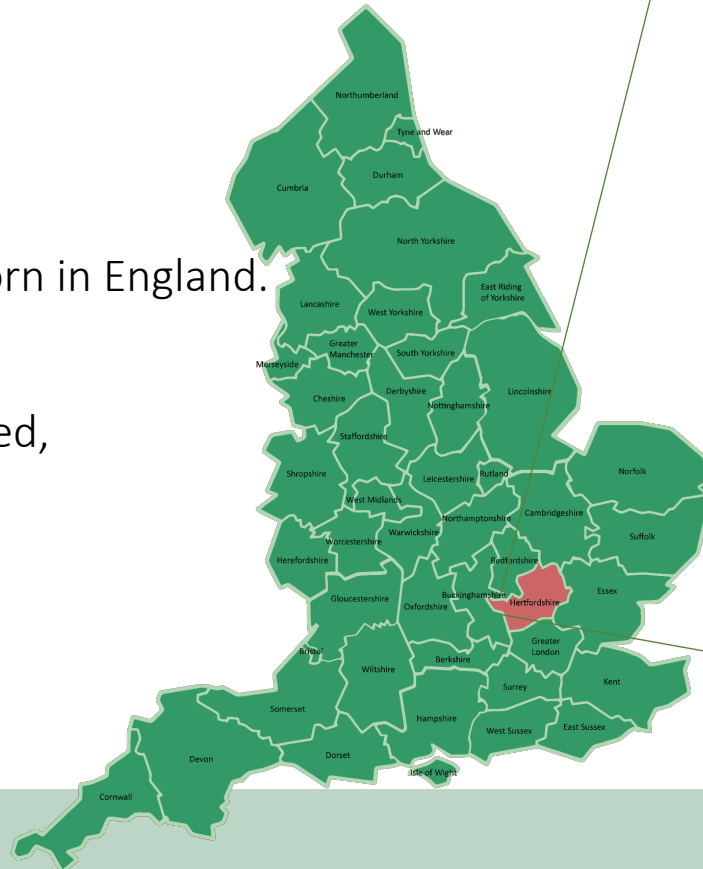 Northumberland
Tyne and Wear
Durham
Cumbria
North Yorkshire
orn in England.
East Riding
of Yorkshire
Lancashire
West Yorkshire
Greater
Manchester
South Yorkshire
Merseyside
Derbyshire
Lincolnshire
Cheshire
Nottinghamshire
ed,
Staffordshire
Norfolk
Shropshire
Leicestershire
Rutland
West Midlands
Cambridgeshire
Northamptonshire
Warwickshire
Suffolk
Worcestershire
Herefordshire
Bedfordshire
Essex
Buckinghamshire
Gloucestershire
Hertfordshire
Oxfordshire
Greater
London
Bristol
Berkshire
Wiltshire
Kent
Surrey
Somerset
Hampshire
East Sussex
West Sussex
Dorset
Devon
Isle of Wight
Cornwall